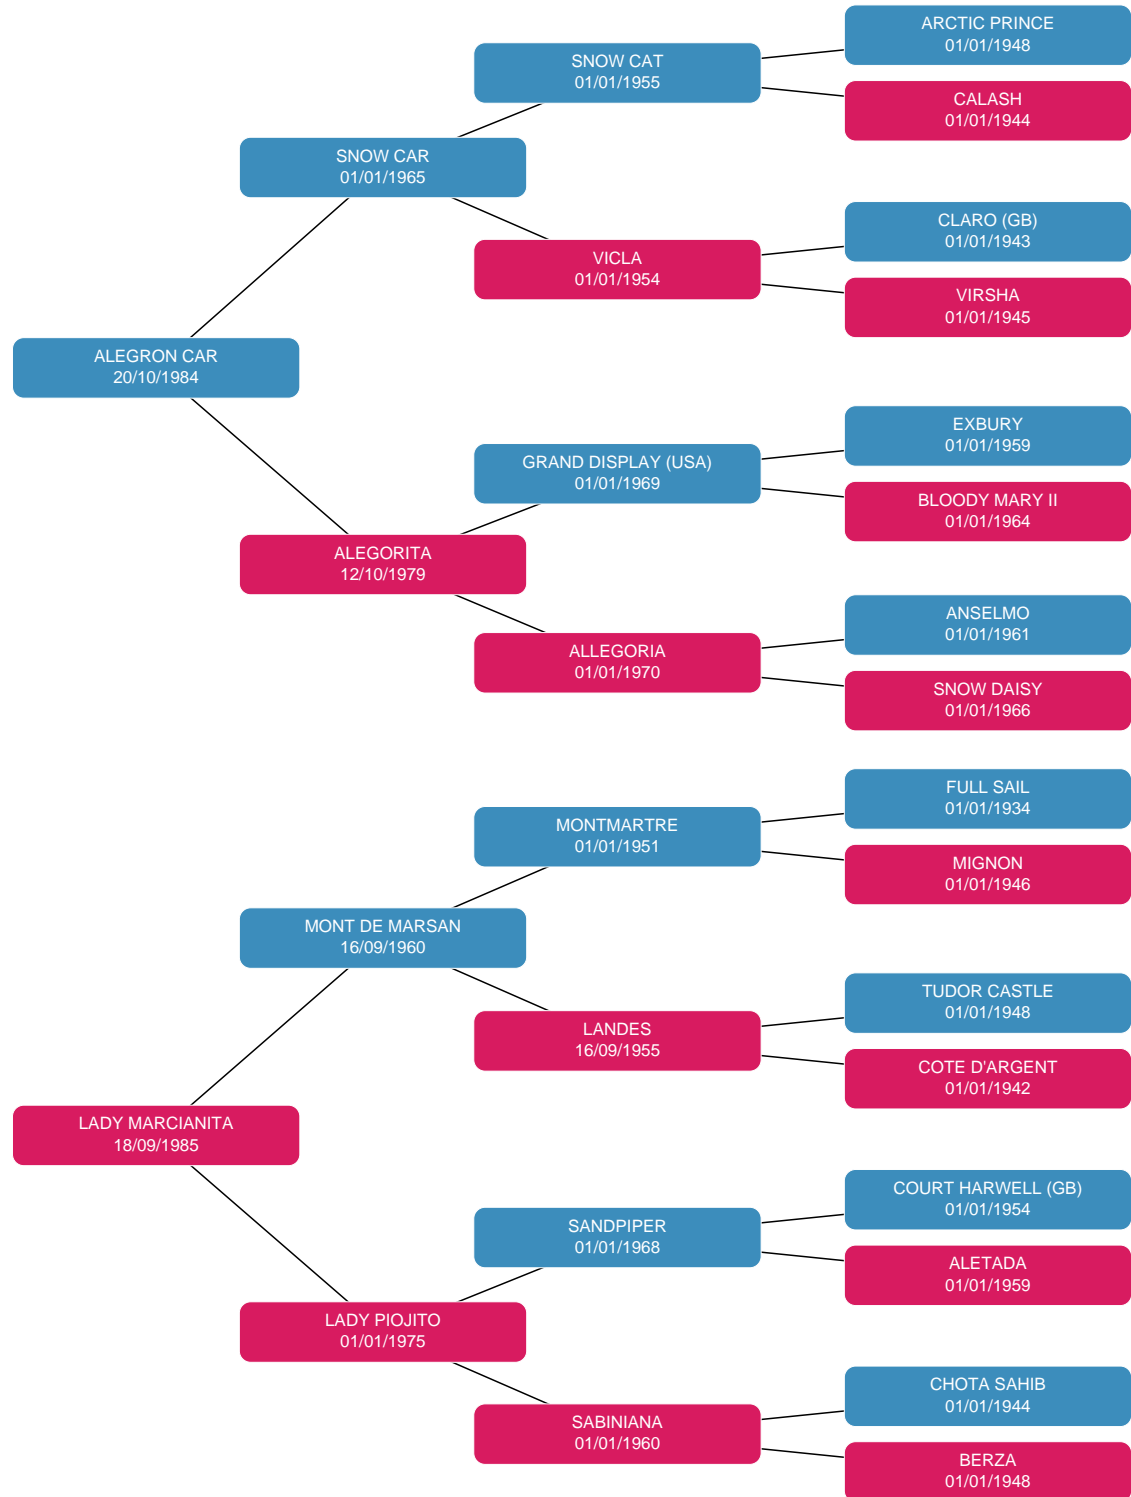 ARCTIC PRINCE
01/01/1948
SNOW CAT
01/01/1955
CALASH
01/01/1944
SNOW CAR
01/01/1965
CLARO (GB)
01/01/1943
VICLA
01/01/1954
VIRSHA
01/01/1945
ALEGRON CAR
20/10/1984
EXBURY
01/01/1959
GRAND DISPLAY (USA)
01/01/1969
BLOODY MARY II
01/01/1964
ALEGORITA
12/10/1979
ANSELMO
01/01/1961
ALLEGORIA
01/01/1970
SNOW DAISY
01/01/1966
FULL SAIL
01/01/1934
MONTMARTRE
01/01/1951
MIGNON
01/01/1946
MONT DE MARSAN
16/09/1960
TUDOR CASTLE
01/01/1948
LANDES
16/09/1955
COTE D'ARGENT
01/01/1942
LADY MARCIANITA
18/09/1985
COURT HARWELL (GB)
01/01/1954
SANDPIPER
01/01/1968
ALETADA
01/01/1959
LADY PIOJITO
01/01/1975
CHOTA SAHIB
01/01/1944
SABINIANA
01/01/1960
BERZA
01/01/1948